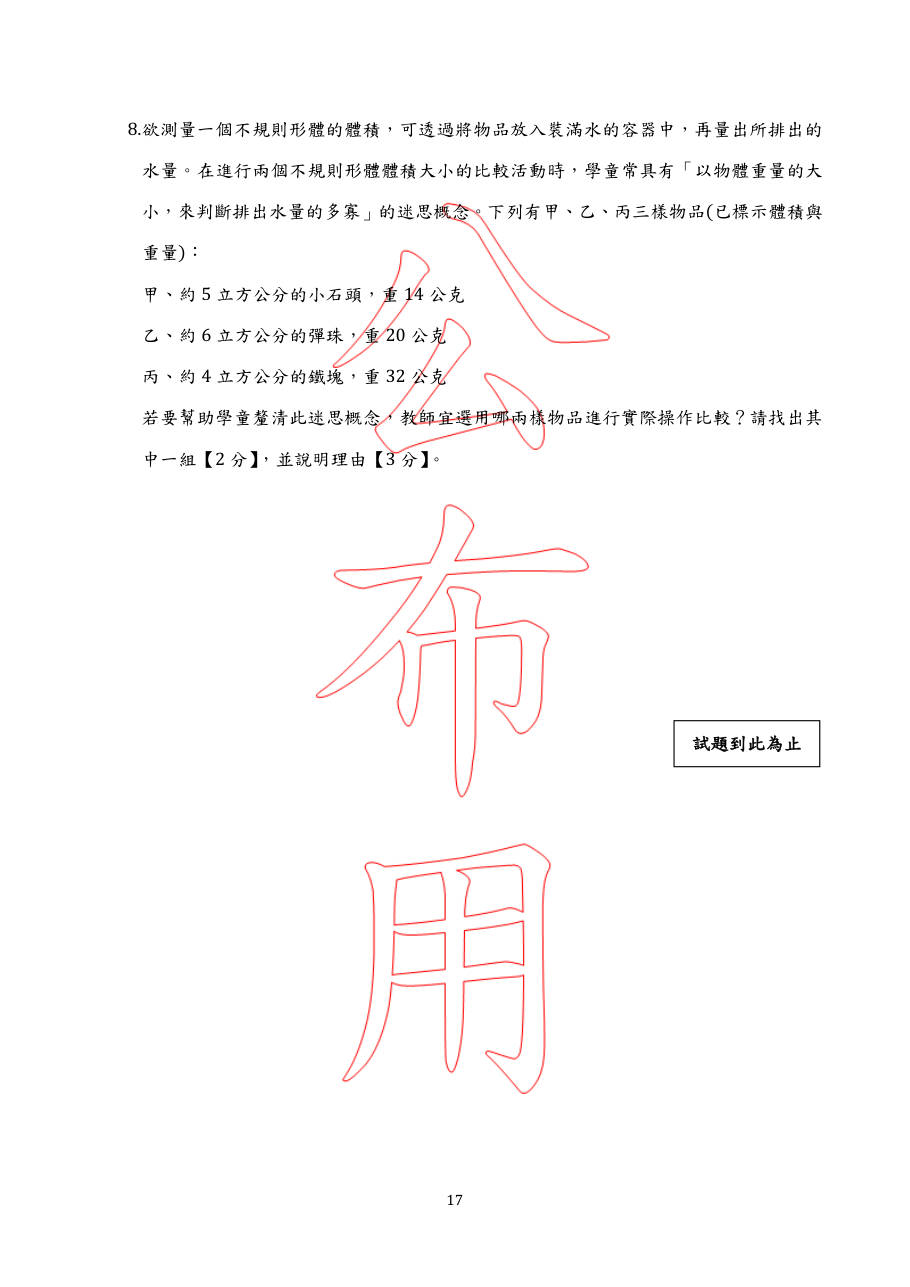 8.欲測量一個不規則形體的體積，可透過將物品放入裝滿水的容器中，再量出所排出的
水量。在進行兩個不規則形體體積大小的比較活動時，學童常具有「以物體重量的大
小，來判斷排出水量的多寡」的迷思概念。下列有甲、乙、丙三樣物品(已標示體積與
重量)：
甲、約 5 立方公分的小石頭，重 14 公克
乙、約 6 立方公分的彈珠，重 20 公克
丙、約 4 立方公分的鐵塊，重 32 公克
若要幫助學童釐清此迷思概念，教師宜選用哪兩樣物品進行實際操作比較？請找出其
中一組【2 分】，並說明理由【3 分】。
公
布
用
試題到此為止
17